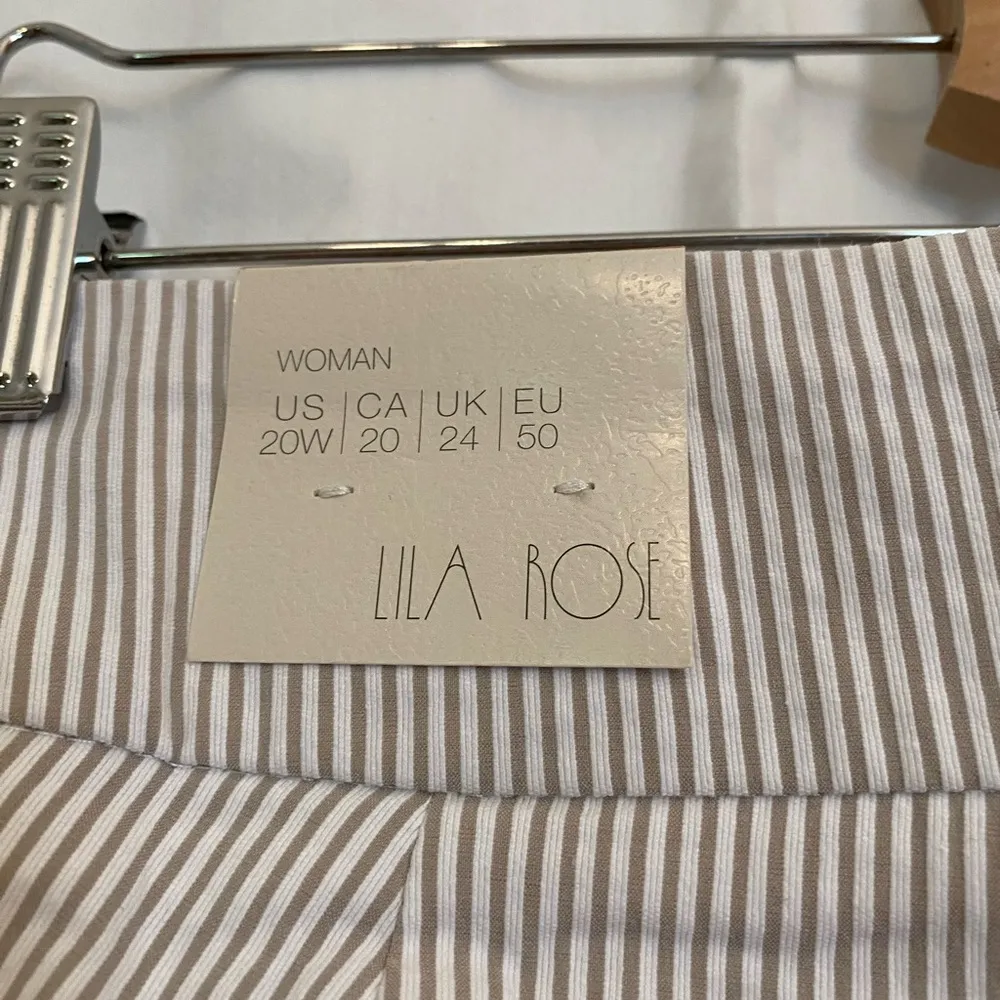 WOMAN
US | CA | UK | EU
20W | 20 | 24 | 50
LILA ROSE